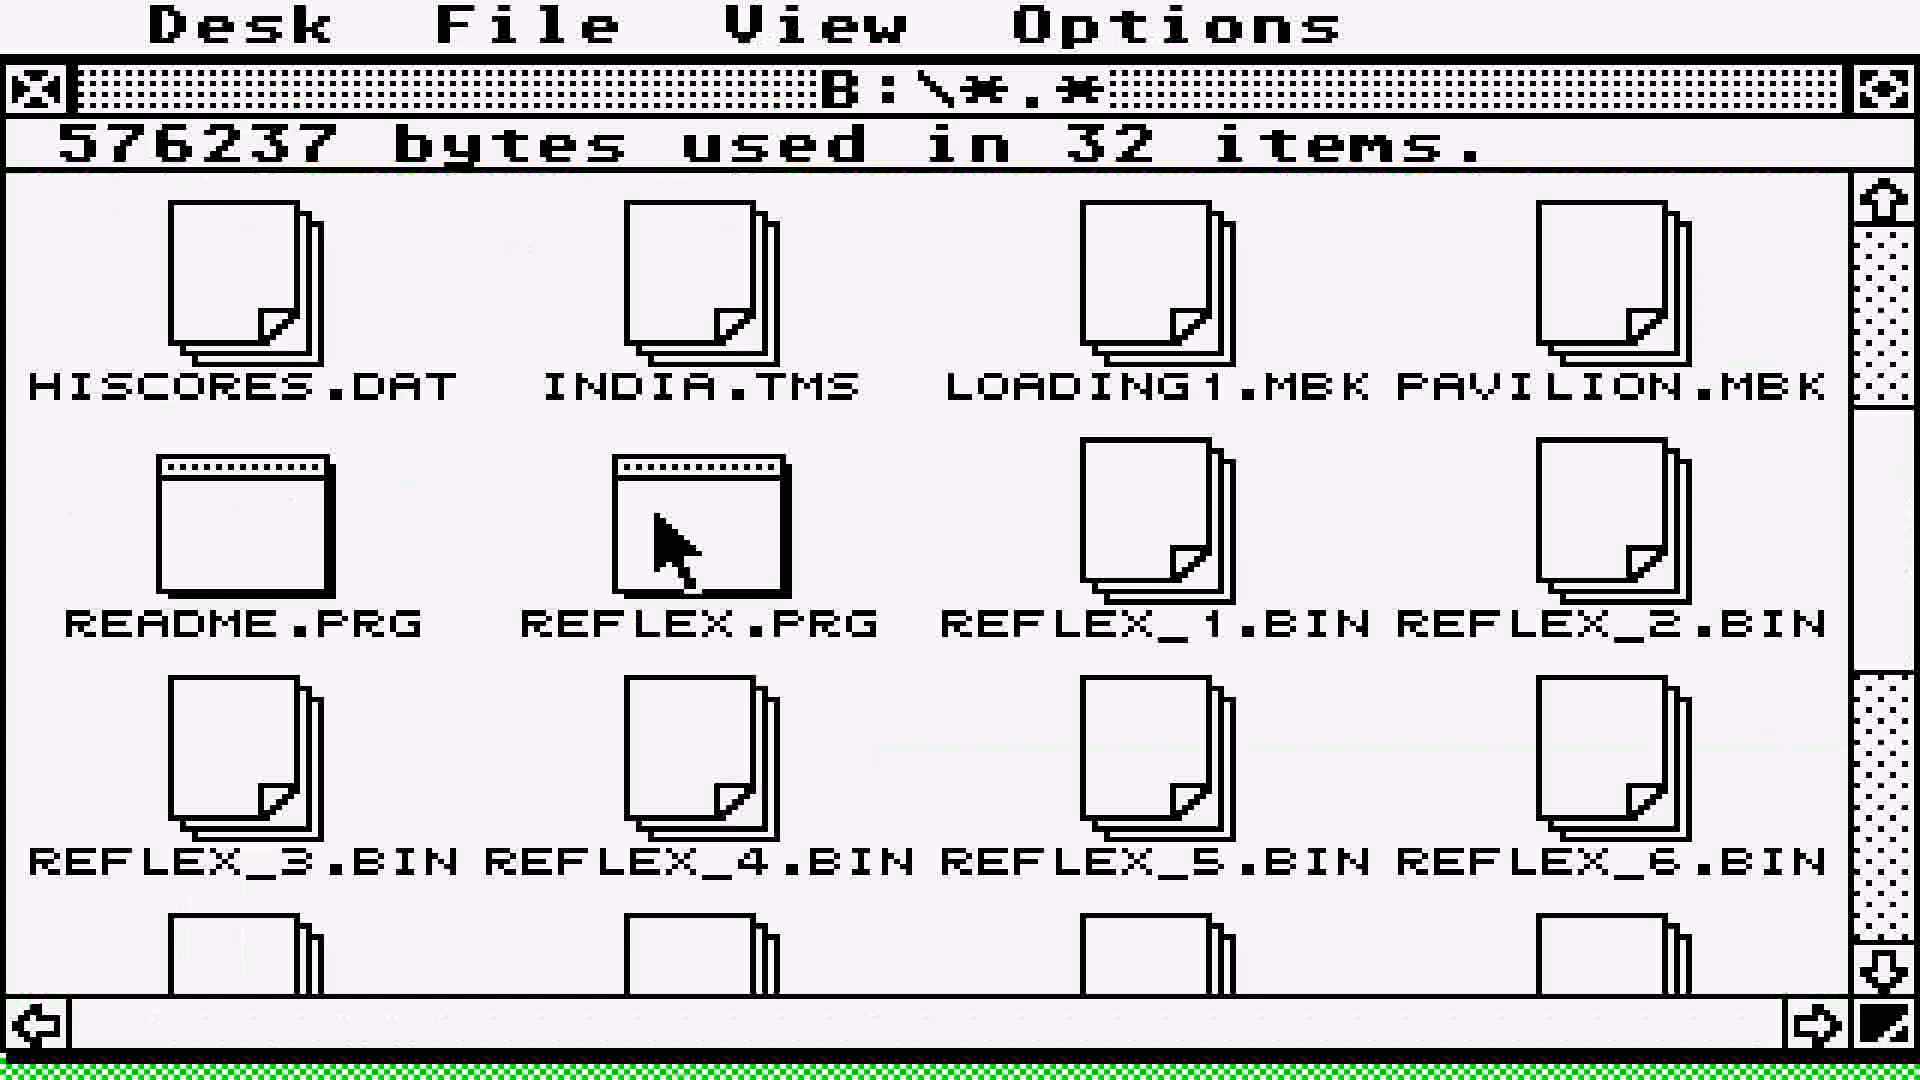 Desk File View Options
B:\*.*
576237 bytes used in 32 items.
HISCORES.DAT INDIA.TMS LOADING1.MBK PAVILION.MBK
README.PRG REFLEX.PRG REFLEX_1.BIN REFLEX_2.BIN
REFLEX_3.BIN REFLEX_4.BIN REFLEX_5.BIN REFLEX_6.BIN